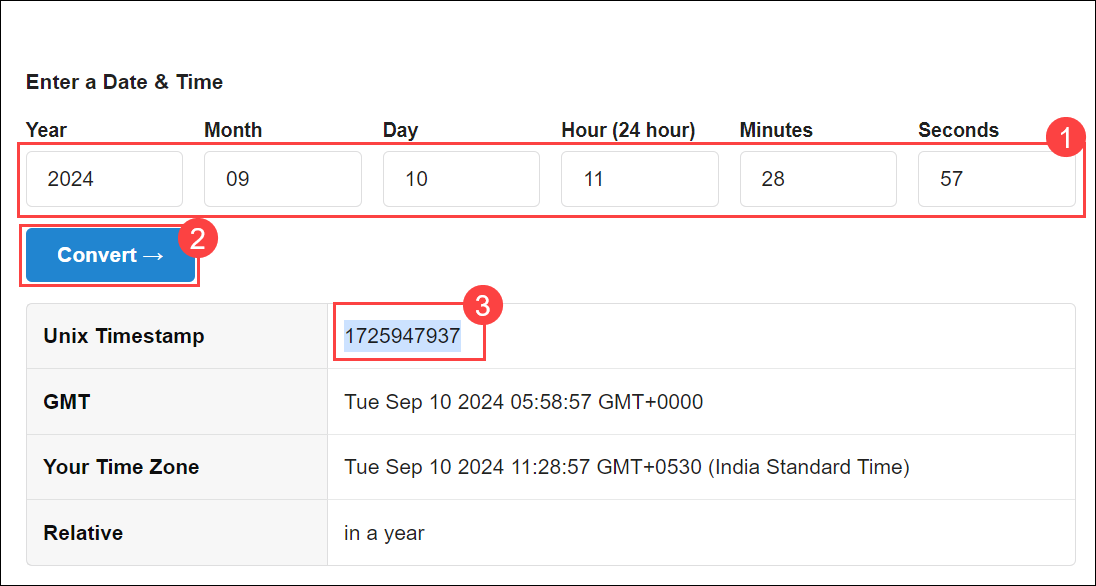 Enter a Date & Time
Year Month Day Hour (24 hour) Minutes Seconds
1
2024 09 10 11 28 57
2
Convert →
3
Unix Timestamp 1725947937
GMT Tue Sep 10 2024 05:58:57 GMT+0000
Your Time Zone Tue Sep 10 2024 11:28:57 GMT+0530 (India Standard Time)
Relative in a year